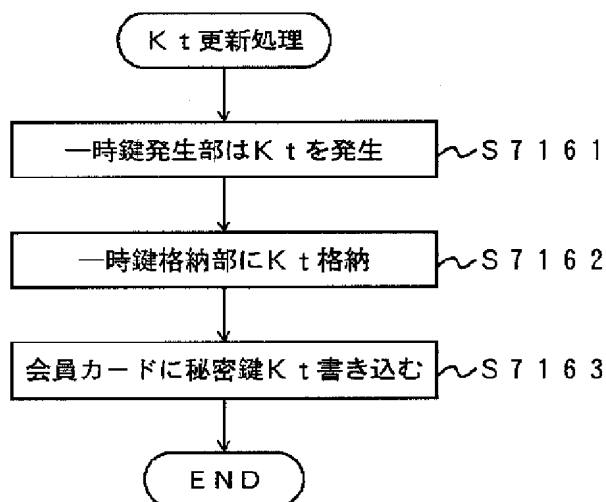 Kt更新処理
一時鍵発生部はKtを発生
S7161
一時鍵格納部にKt格納
S7162
会員カードに秘密鍵Kt書き込む
S7163
END